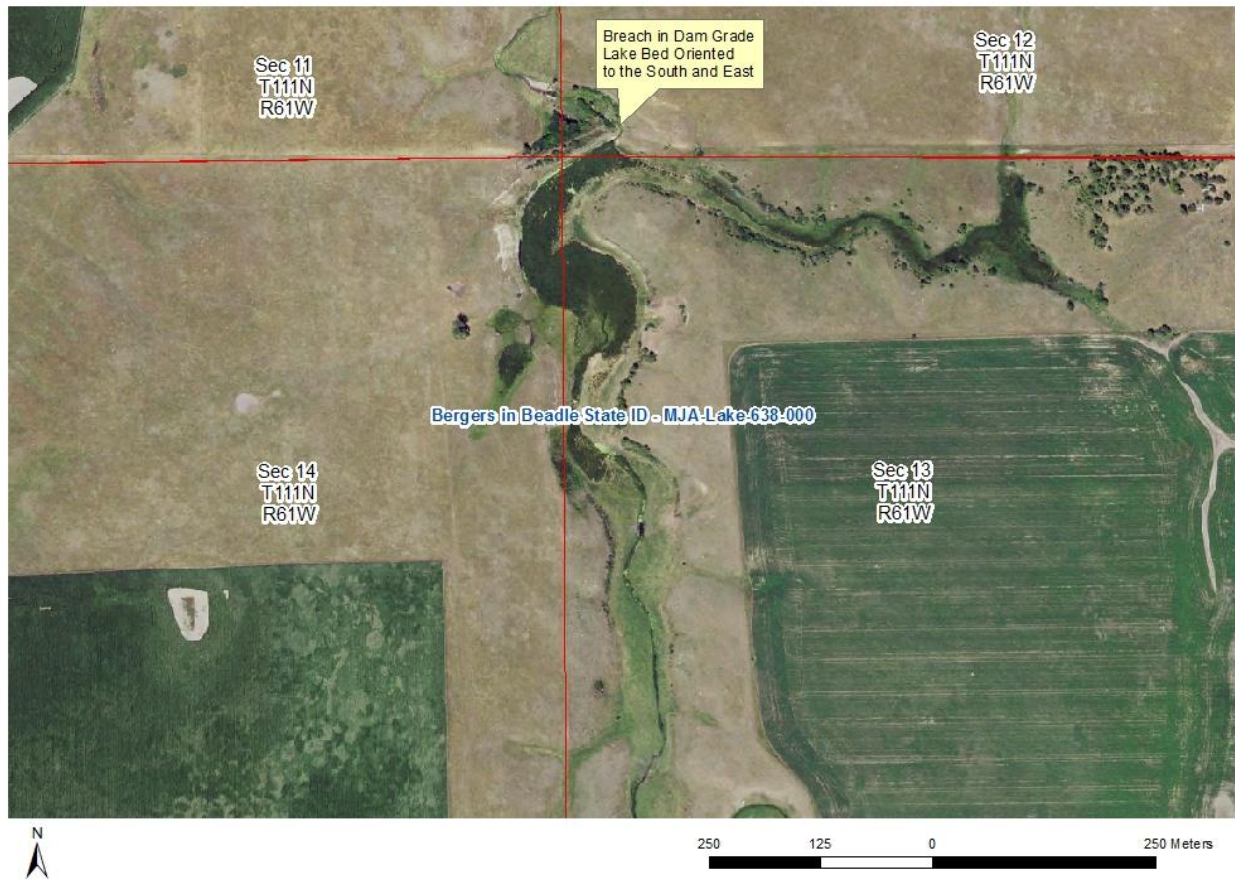 Breach in Dam Grade
Lake Bed Oriented
to the South and East
Sec 11
T111N
R61W
Sec 12
T111N
R61W
Bergers in Beadle State ID - MJA-Lake-638-000
Sec 14
T111N
R61W
Sec 13
T111N
R61W
N
250 125 0 250 Meters